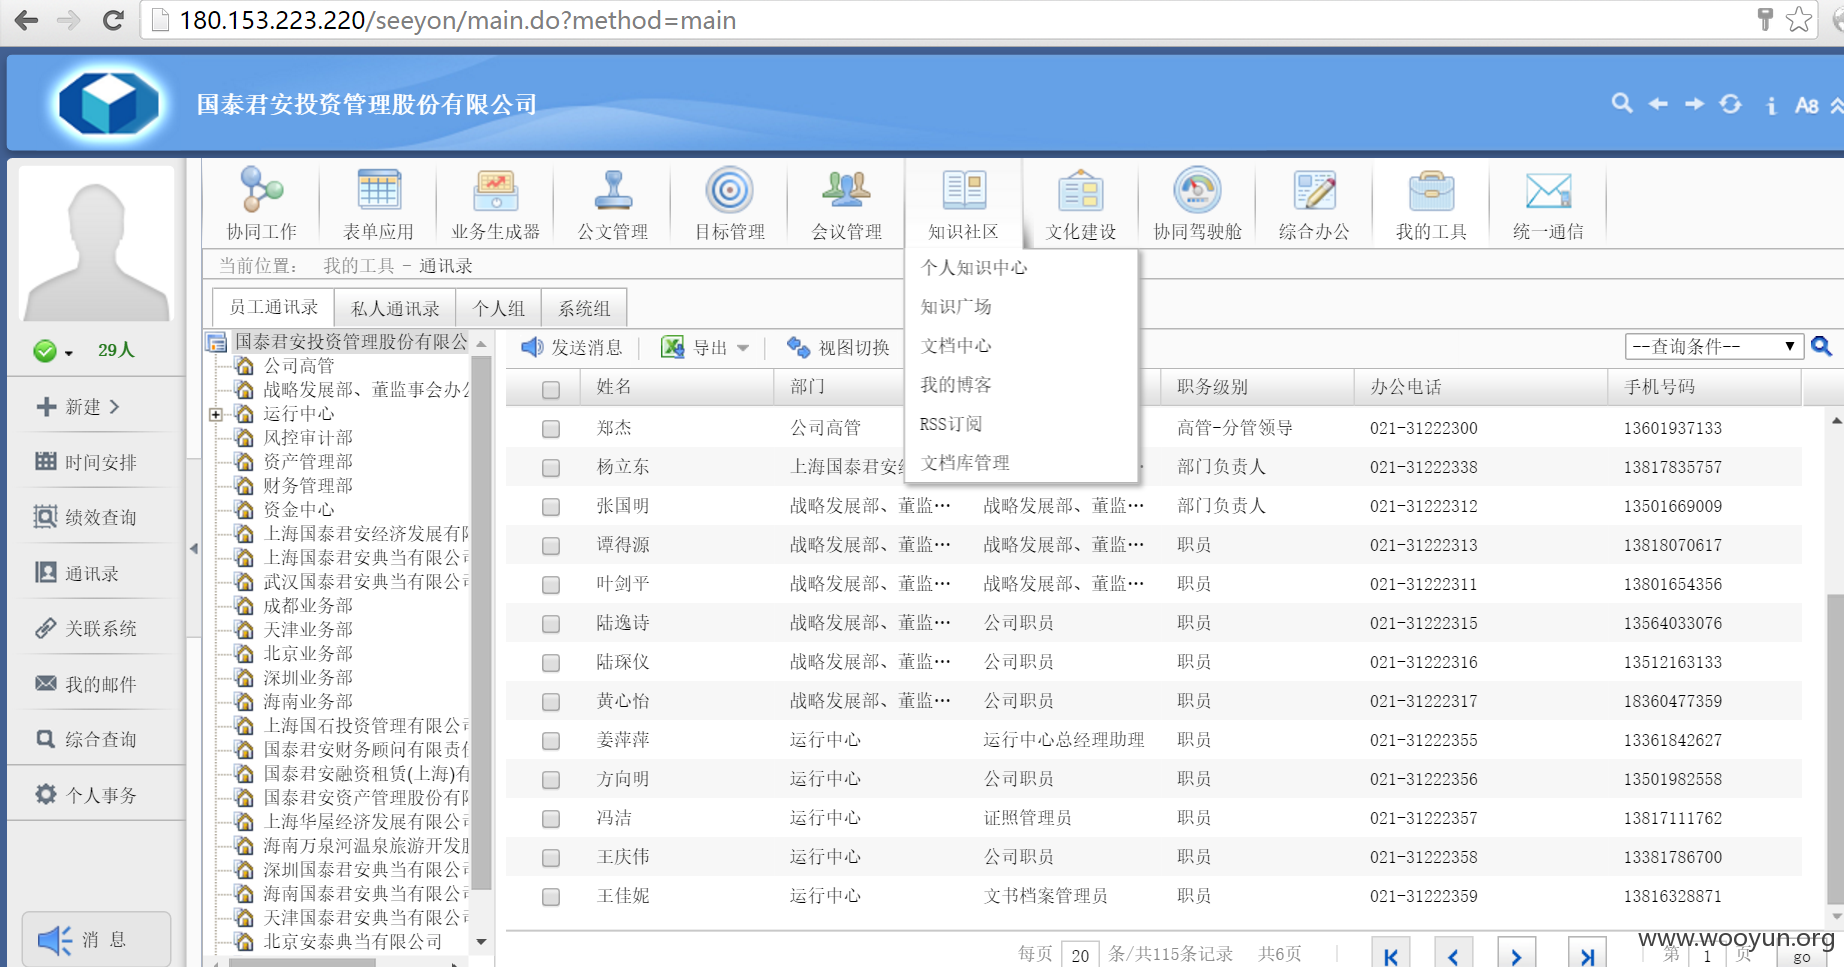 180.153.223.220/seeyon/main.do?method=main
国泰君安投资管理股份有限公司
A8
协同工作 表单应用 业务生成器 公文管理 目标管理 会议管理 知识社区 文化建设 协同驾驶舱 综合办公 我的工具 统一通信
当前位置： 我的工具 - 通讯录
个人知识中心
知识广场
文档中心
我的博客
RSS订阅
文档库管理
29人
新建
时间安排
绩效查询
通讯录
关联系统
我的邮件
综合查询
个人事务
消 息
员工通讯录 私人通讯录 个人组 系统组
国泰君安投资管理股份有限公
公司高管
战略发展部、董监事会办公
运行中心
风控审计部
资产管理部
财务管理部
资金中心
上海国泰君安经济发展有限
上海国泰君安典当有限公司
武汉国泰君安典当有限公司
成都业务部
天津业务部
北京业务部
深圳业务部
海南业务部
上海国石投资管理有限公司
国泰君安财务顾问有限责任
国泰君安融资租赁(上海)有
国泰君安资产管理股份有限
上海华屋经济发展有限公司
海南万泉河温泉旅游开发股
深圳国泰君安典当有限公司
海南国泰君安典当有限公司
天津国泰君安典当有限公司
北京安泰典当有限公司
发送消息 导出 视图切换 --查询条件--
姓名 部门 职务级别 办公电话 手机号码
郑杰 公司高管 高管-分管领导 021-31222300 13601937133
杨立东 上海国泰君安经 部门负责人 021-31222338 13817835757
张国明 战略发展部、董监… 战略发展部、董监… 部门负责人 021-31222312 13501669009
谭得源 战略发展部、董监… 战略发展部、董监… 职员 021-31222313 13818070617
叶剑平 战略发展部、董监… 战略发展部、董监… 职员 021-31222311 13801654356
陆逸诗 战略发展部、董监… 公司职员 职员 021-31222315 13564033076
陆琛仪 战略发展部、董监… 公司职员 职员 021-31222316 13512163133
黄心怡 战略发展部、董监… 公司职员 职员 021-31222317 18360477359
姜萍萍 运行中心 运行中心总经理助理 职员 021-31222355 13361842627
方向明 运行中心 公司职员 职员 021-31222356 13501982558
冯洁 运行中心 证照管理员 职员 021-31222357 13817111762
王庆伟 运行中心 公司职员 职员 021-31222358 13381786700
王佳妮 运行中心 文书档案管理员 职员 021-31222359 13816328871
每页 20 条/共115条记录 共6页 第 1 页 go
www.wooyun.org